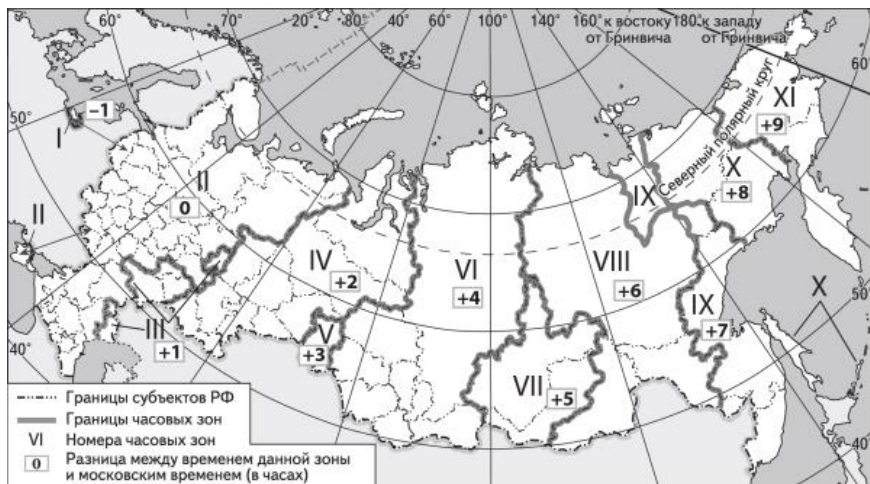 60°
70°
20°
80°
40°
60°
100°
140°
160° к востоку
от Гринвича
180° к западу
от Гринвича
60°
50°
-1
I
Северный полярный круг
XI
+9
II
0
II
X
+8
IX
IV
+2
VI
+4
VIII
+6
X
50°
III
+1
V
+3
IX
+7
40°
VII
+5
40°
Границы субъектов РФ
Границы часовых зон
VI Номера часовых зон
0 Разница между временем данной зоны
и московским временем (в часах)